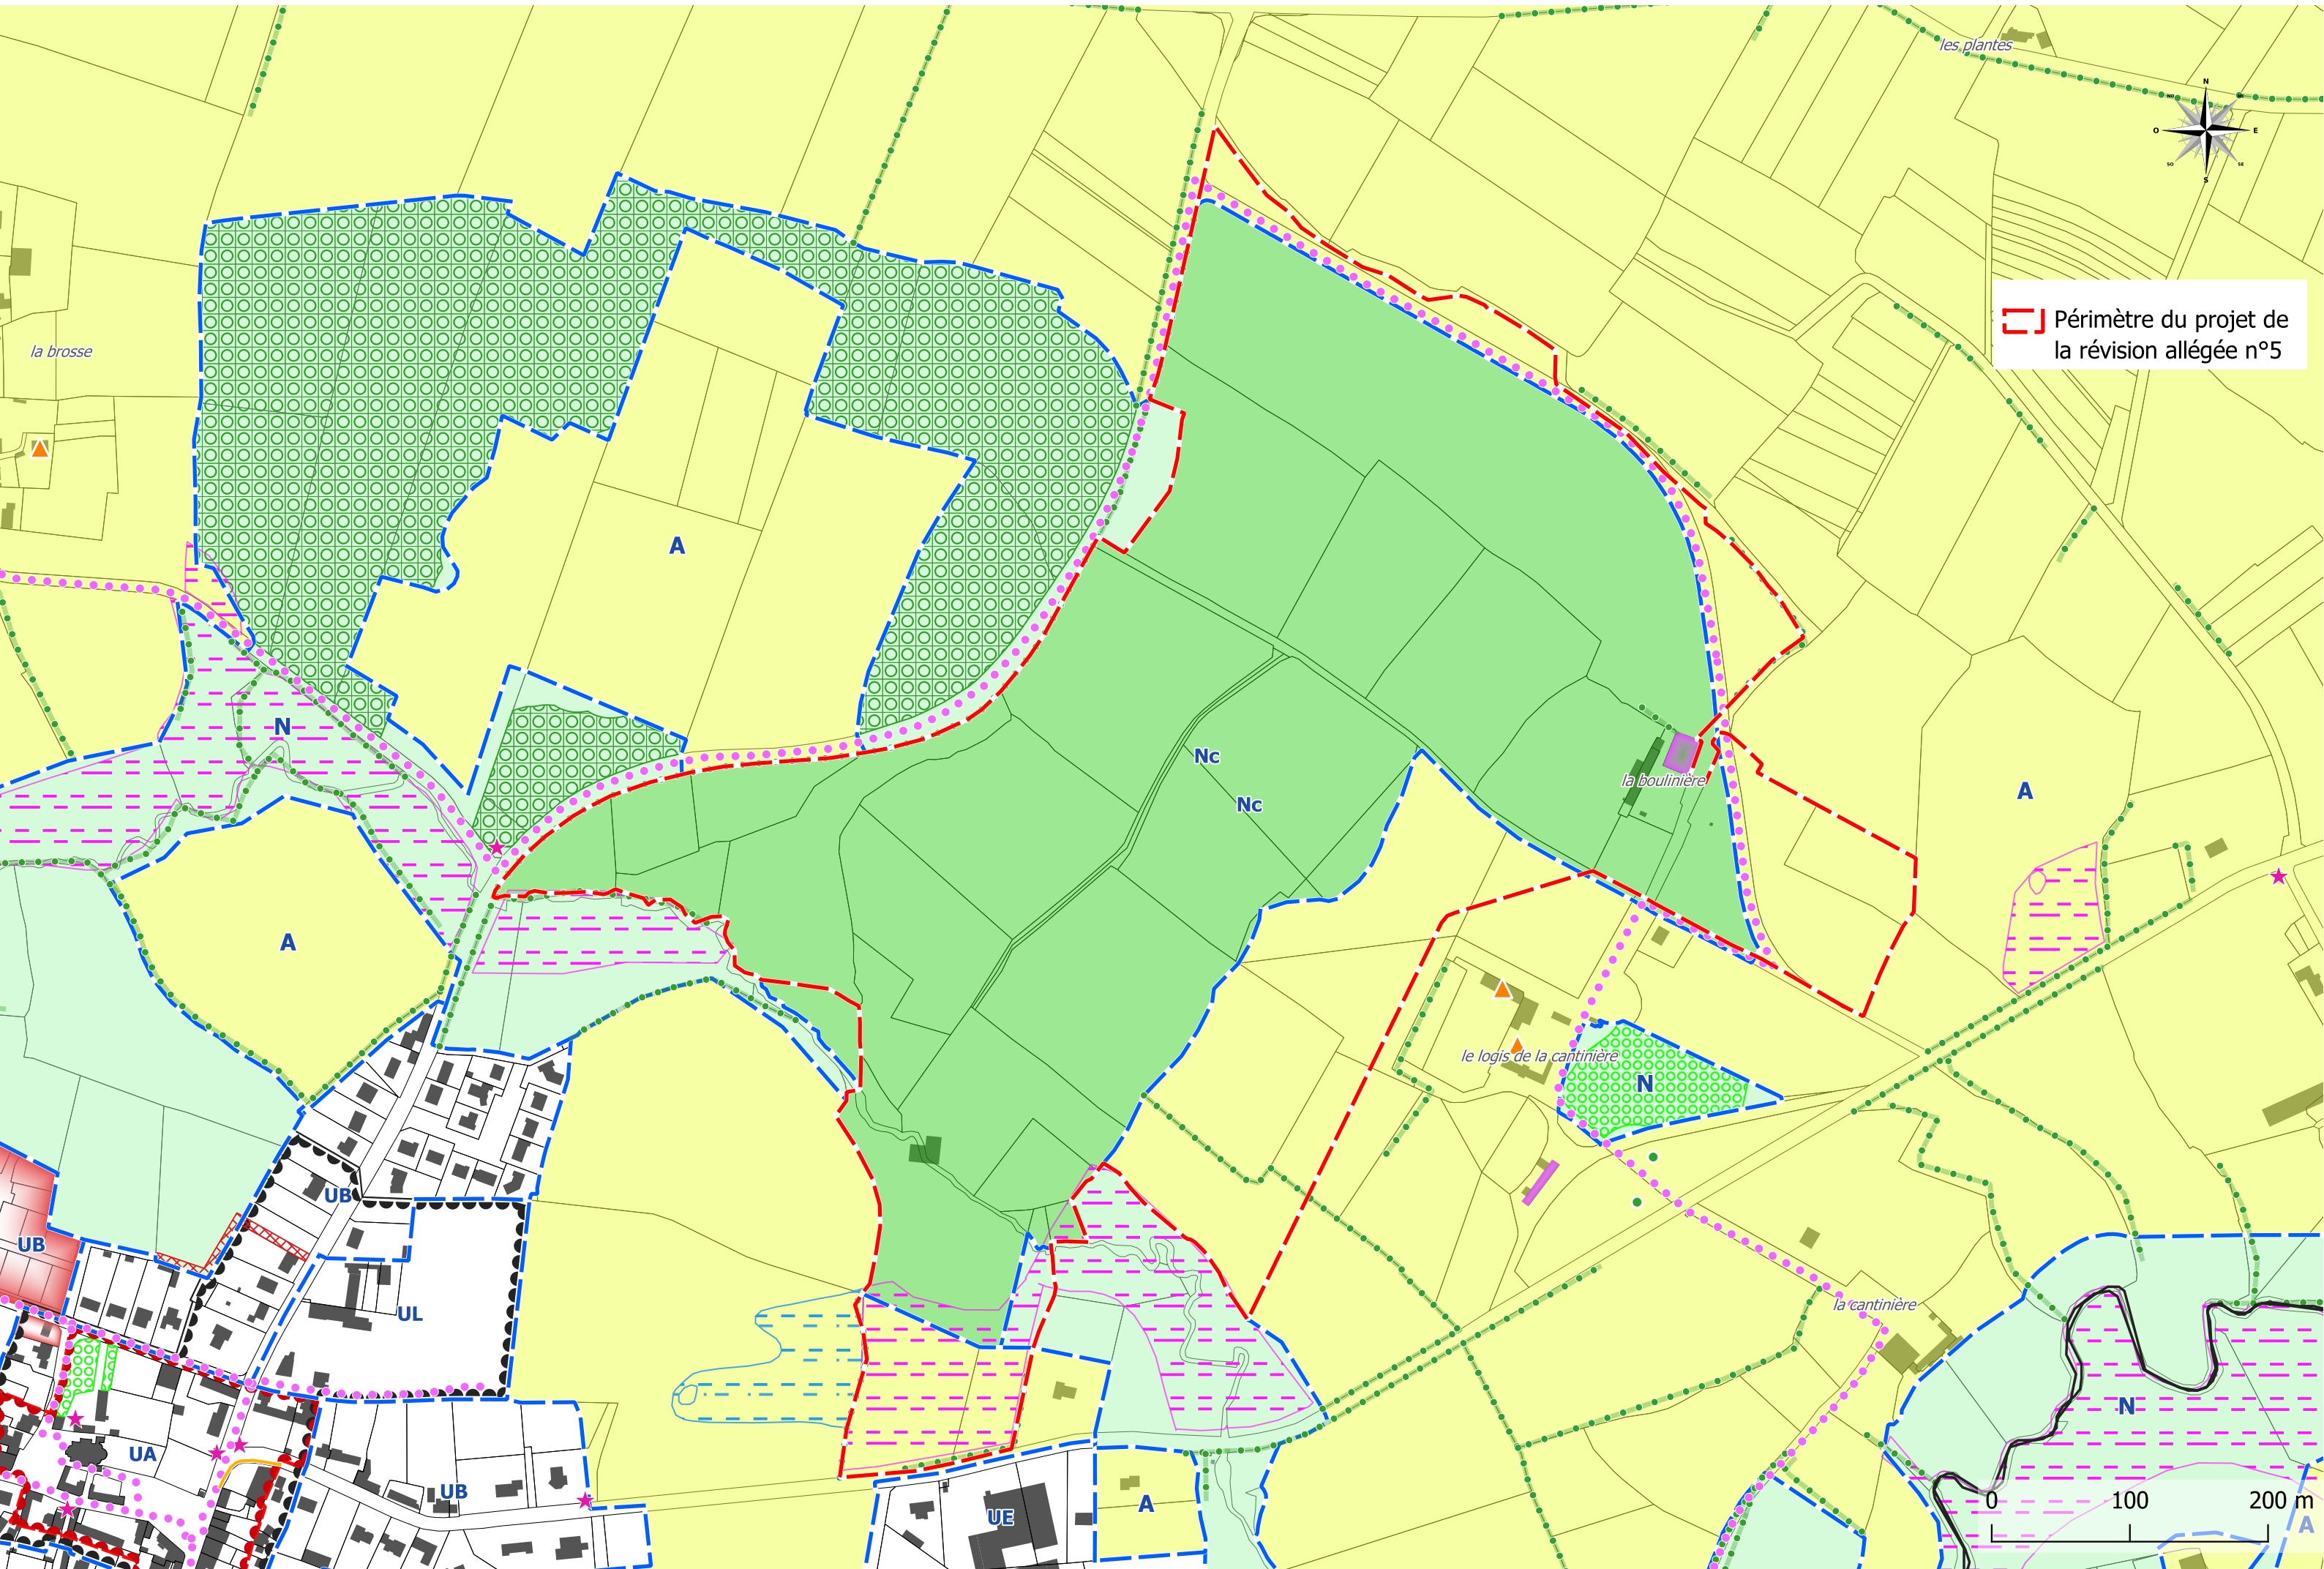 les plantes
N
O
E
SO
SE
S
Périmètre du projet de
la révision allégée n°5
la brosse
A
N
Nc
Nc
la boulinière
A
A
le logis de la cantinière
N
UB
UB
UL
la cantinière
N
UA
UB
UE
A
0 100 200 m
A